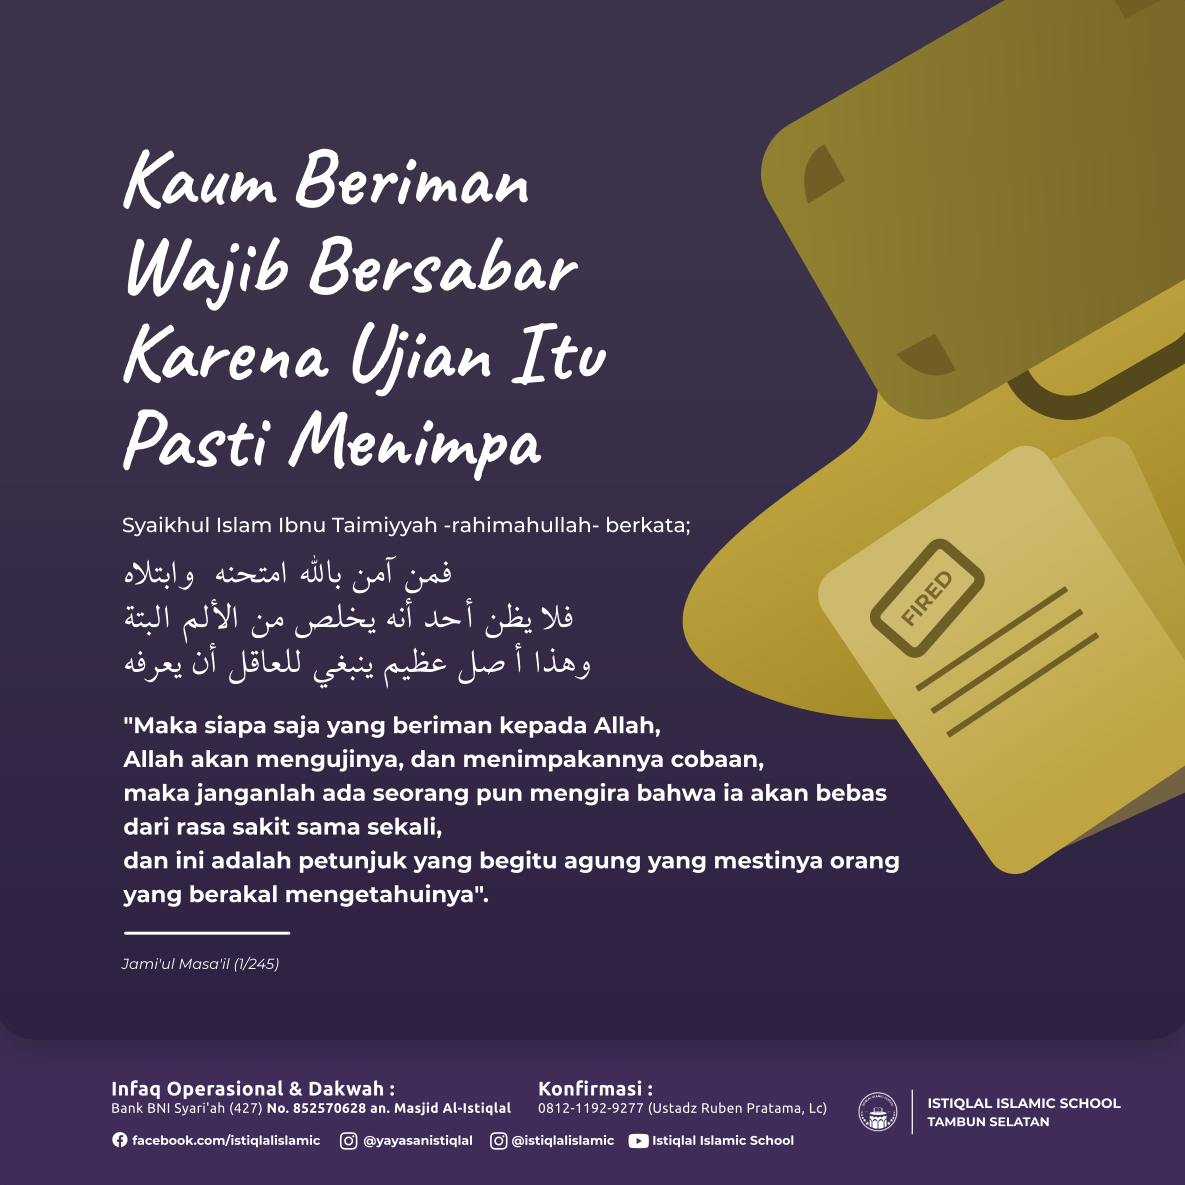 Kaum Beriman
Wajib Bersabar
Karena Ujian Itu
Pasti Menimpa
Syaikhul Islam Ibnu Taimiyyah -rahimahullah- berkata;
فمن آمن بالله امتحنه وابتلاه
فلا يظن أحد أنه يخلص من الألم البتة
وهذا أ صل عظيم ينبغي للعاقل أن يعرفه
"Maka siapa saja yang beriman kepada Allah,
Allah akan mengujinya, dan menimpakannya cobaan,
maka janganlah ada seorang pun mengira bahwa ia akan bebas
dari rasa sakit sama sekali,
dan ini adalah petunjuk yang begitu agung yang mestinya orang
yang berakal mengetahuinya".
Jami'ul Masa'il (1/245)
FIRED
Infaq Operasional & Dakwah :
Bank BNI Syari'ah (427) No. 852570628 an. Masjid Al-Istiqlal
Konfirmasi :
0812-1192-9277 (Ustadz Ruben Pratama, Lc)
facebook.com/istiqlalislamic @yayasanistiqlal @istiqlalislamic Istiqlal Islamic School
ISTIQLAL ISLAMIC SCHOOL
TAMBUN SELATAN